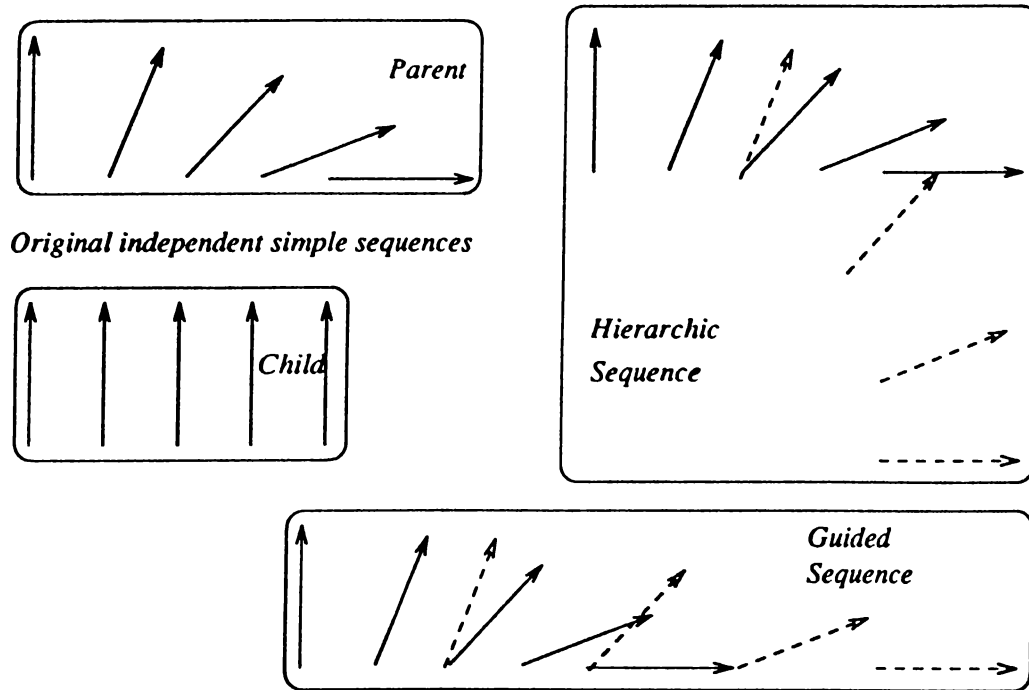 Parent
Original independent simple sequences
Child
Hierarchic
Sequence
Guided
Sequence